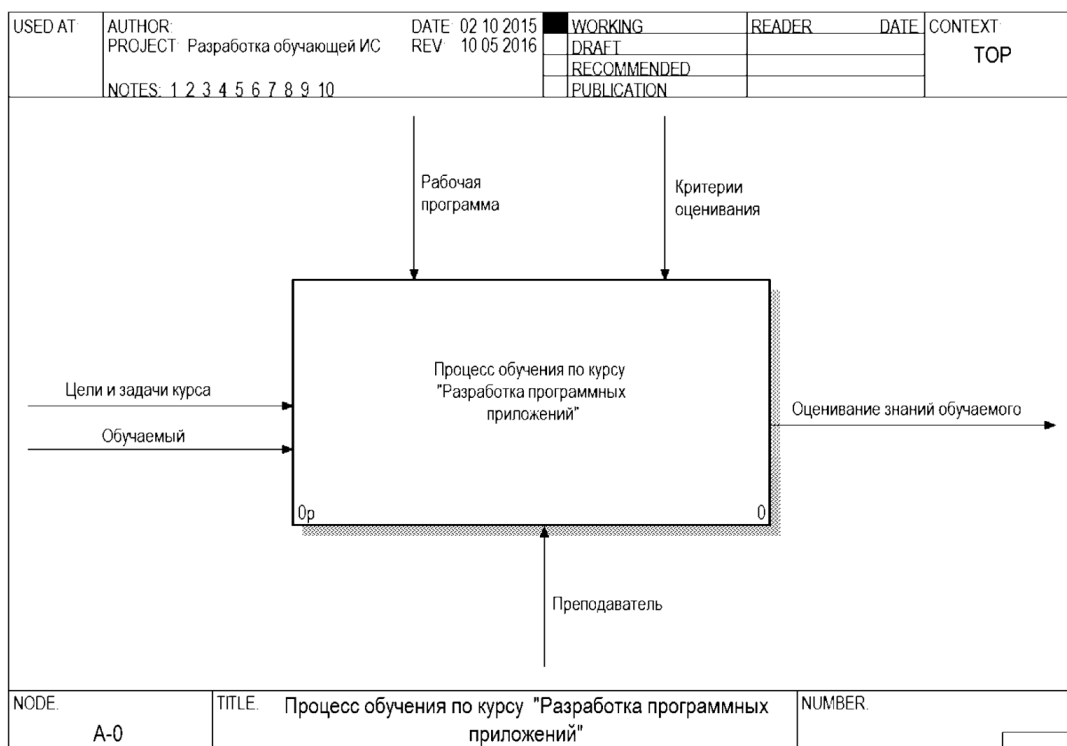 USED AT:
AUTHOR:
DATE: 02 10 2015
PROJECT: Разработка обучающей ИС
REV: 10 05 2016
NOTES: 1 2 3 4 5 6 7 8 9 10
WORKING
DRAFT
RECOMMENDED
PUBLICATION
READER
DATE
CONTEXT:
TOP
Рабочая
программа
Критерии
оценивания
Цели и задачи курса
Обучаемый
Процесс обучения по курсу
"Разработка программных
приложений"
Оценивание знаний обучаемого
0р
0
Преподаватель
NODE:
A-0
TITLE:
Процесс обучения по курсу "Разработка программных
приложений"
NUMBER: